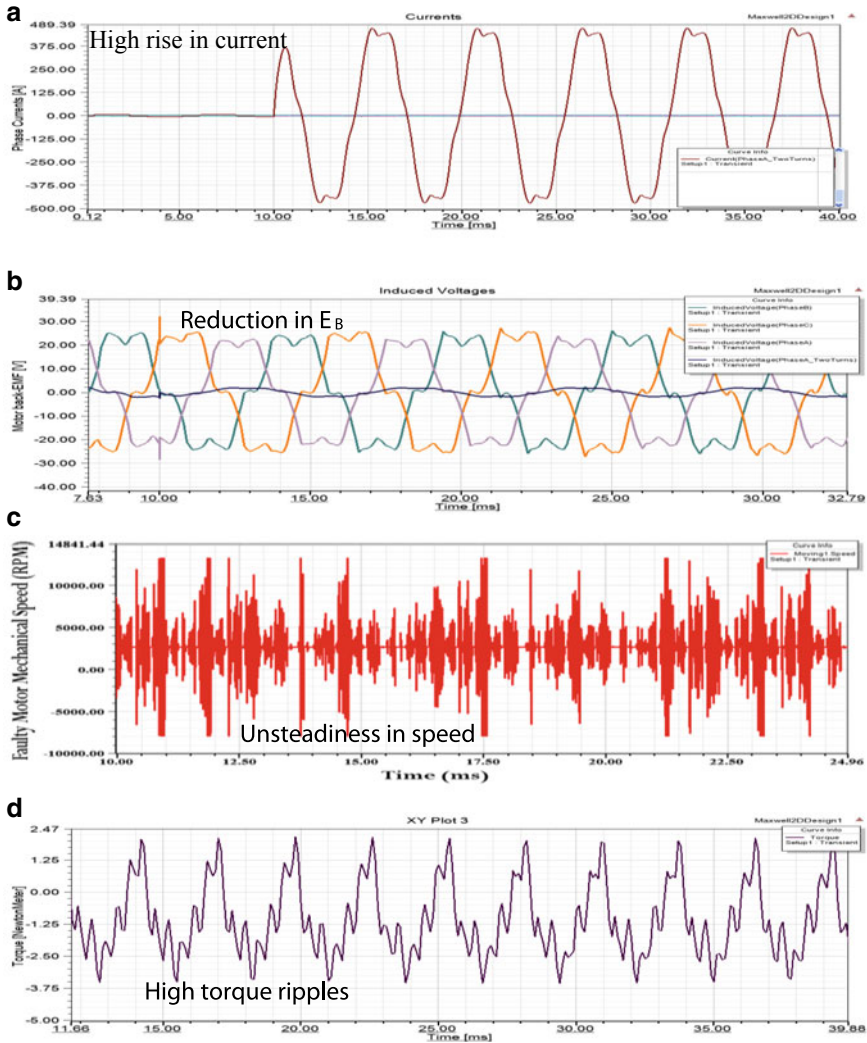 a
Currents
Maxwell2DDesign1
High rise in current
Phase Currents [A]
489.39
375.00
250.00
125.00
0.00
-125.00
-250.00
-375.00
-500.00
Curve Info
Current(PhaseA_TwoTurns)
Setup1 : Transient
0.12
5.00
10.00
15.00
20.00
25.00
30.00
35.00
40.00
Time [ms]
b
Induced Voltages
Maxwell2DDesign1
Reduction in EB
Motor back-EMF [V]
39.39
30.00
20.00
10.00
0.00
-10.00
-20.00
-30.00
-40.00
Curve Info
InducedVoltage(PhaseB)
Setup1 : Transient
InducedVoltage(PhaseC)
Setup1 : Transient
InducedVoltage(PhaseA)
Setup1 : Transient
InducedVoltage(PhaseA_TwoTurns)
Setup1 : Transient
7.63
10.00
15.00
20.00
25.00
30.00
32.79
Time [ms]
c
Faulty Motor Mechanical Speed (RPM)
14841.44
10000.00
5000.00
0.00
-5000.00
-10000.00
Curve Info
Moving1.Speed
Setup1 : Transient
Unsteadiness in speed
10.00
12.50
15.00
17.50
20.00
22.50
24.96
Time (ms)
d
XY Plot 3
Maxwell2DDesign1
Torque [NewtonMeter]
2.47
1.25
0.00
-1.25
-2.50
-3.75
-5.00
Curve Info
Torque
Setup1 : Transient
High torque ripples
11.66
15.00
20.00
25.00
30.00
35.00
39.88
Time [ms]